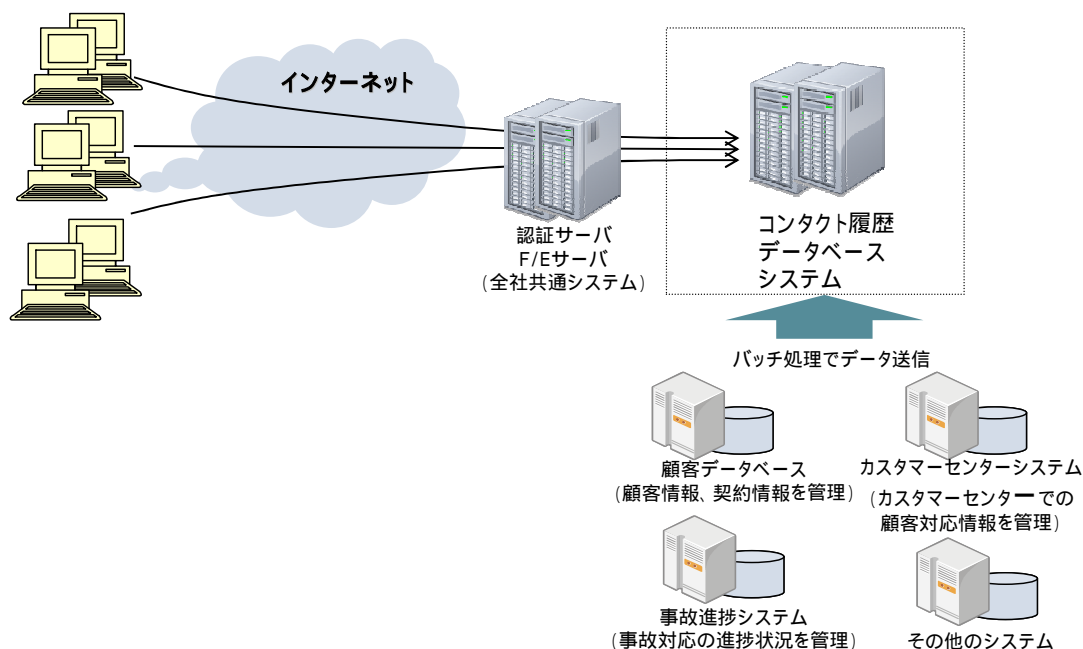 インターネット
認証サーバ
F/Eサーバ
(全社共通システム)
コンタクト履歴
データベース
システム
バッチ処理でデータ送信
顧客データベース
(顧客情報、契約情報を管理)
カスタマーセンターシステム
(カスタマーセンターでの
顧客対応情報を管理)
事故進捗システム
(事故対応の進捗状況を管理)
その他のシステム